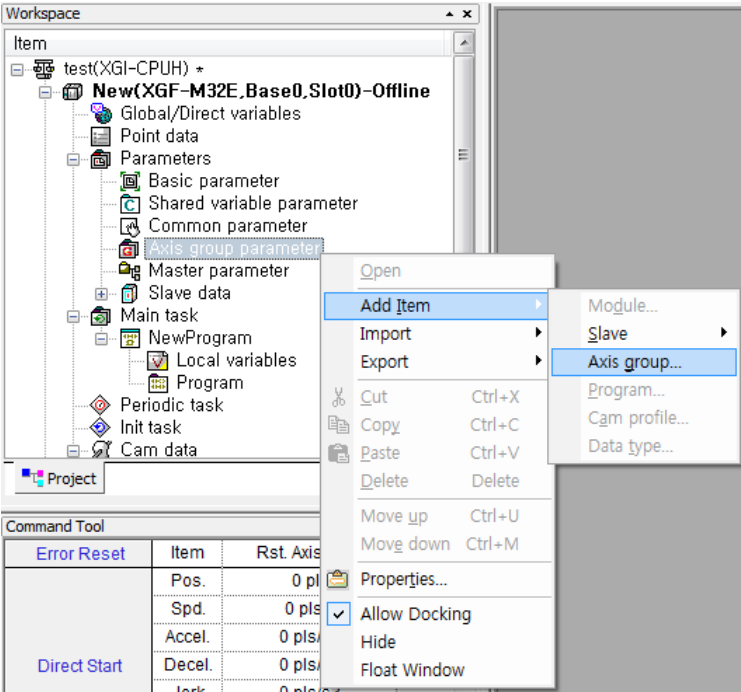 Workspace
Item
test(XGI-CPUH) *
New(XGF-M32E,Base0,Slot0)-Offline
Global/Direct variables
Point data
Parameters
Basic parameter
Shared variable parameter
Common parameter
Axis group parameter
Master parameter
Slave data
Main task
NewProgram
Local variables
Program
Periodic task
Init task
Cam data
Project
Open
Add Item
Import
Export
Cut Ctrl+X
Copy Ctrl+C
Paste Ctrl+V
Delete Delete
Move up Ctrl+U
Move down Ctrl+M
Properties...
Allow Docking
Hide
Float Window
Module...
Slave
Axis group...
Program...
Cam profile...
Data type...
Command Tool
Error Reset Item Rst. Axis
Pos. 0 pl
Spd. 0 pls
Accel. 0 pls/
Direct Start Decel. 0 pls/
Jerk 0